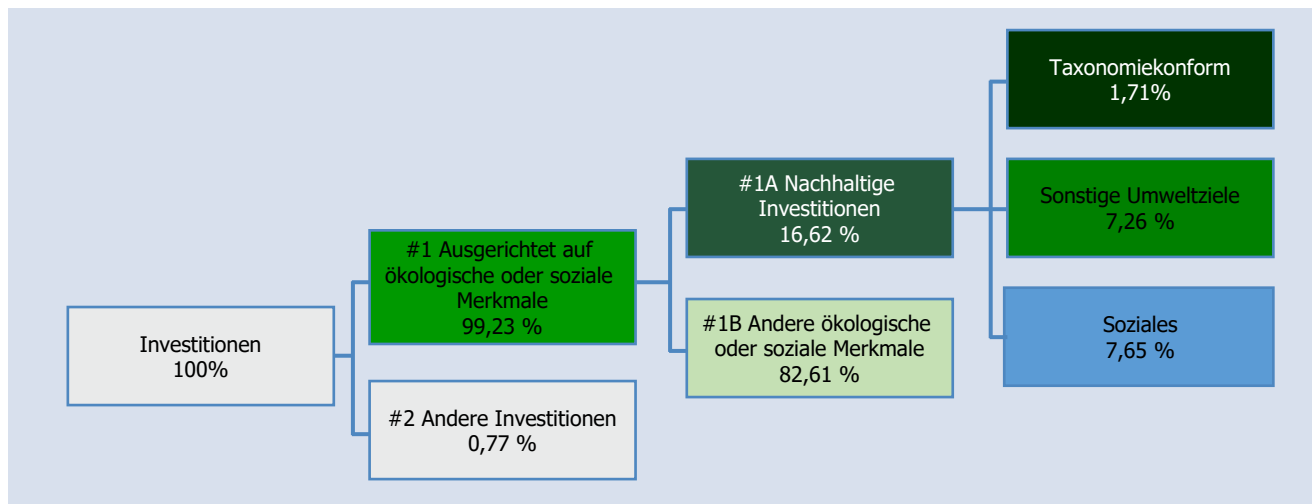 Investitionen
100%
#1 Ausgerichtet auf
ökologische oder soziale
Merkmale
99,23 %
#2 Andere Investitionen
0,77 %
#1A Nachhaltige
Investitionen
16,62 %
#1B Andere ökologische
oder soziale Merkmale
82,61 %
Taxonomiekonform
1,71%
Sonstige Umweltziele
7,26 %
Soziales
7,65 %